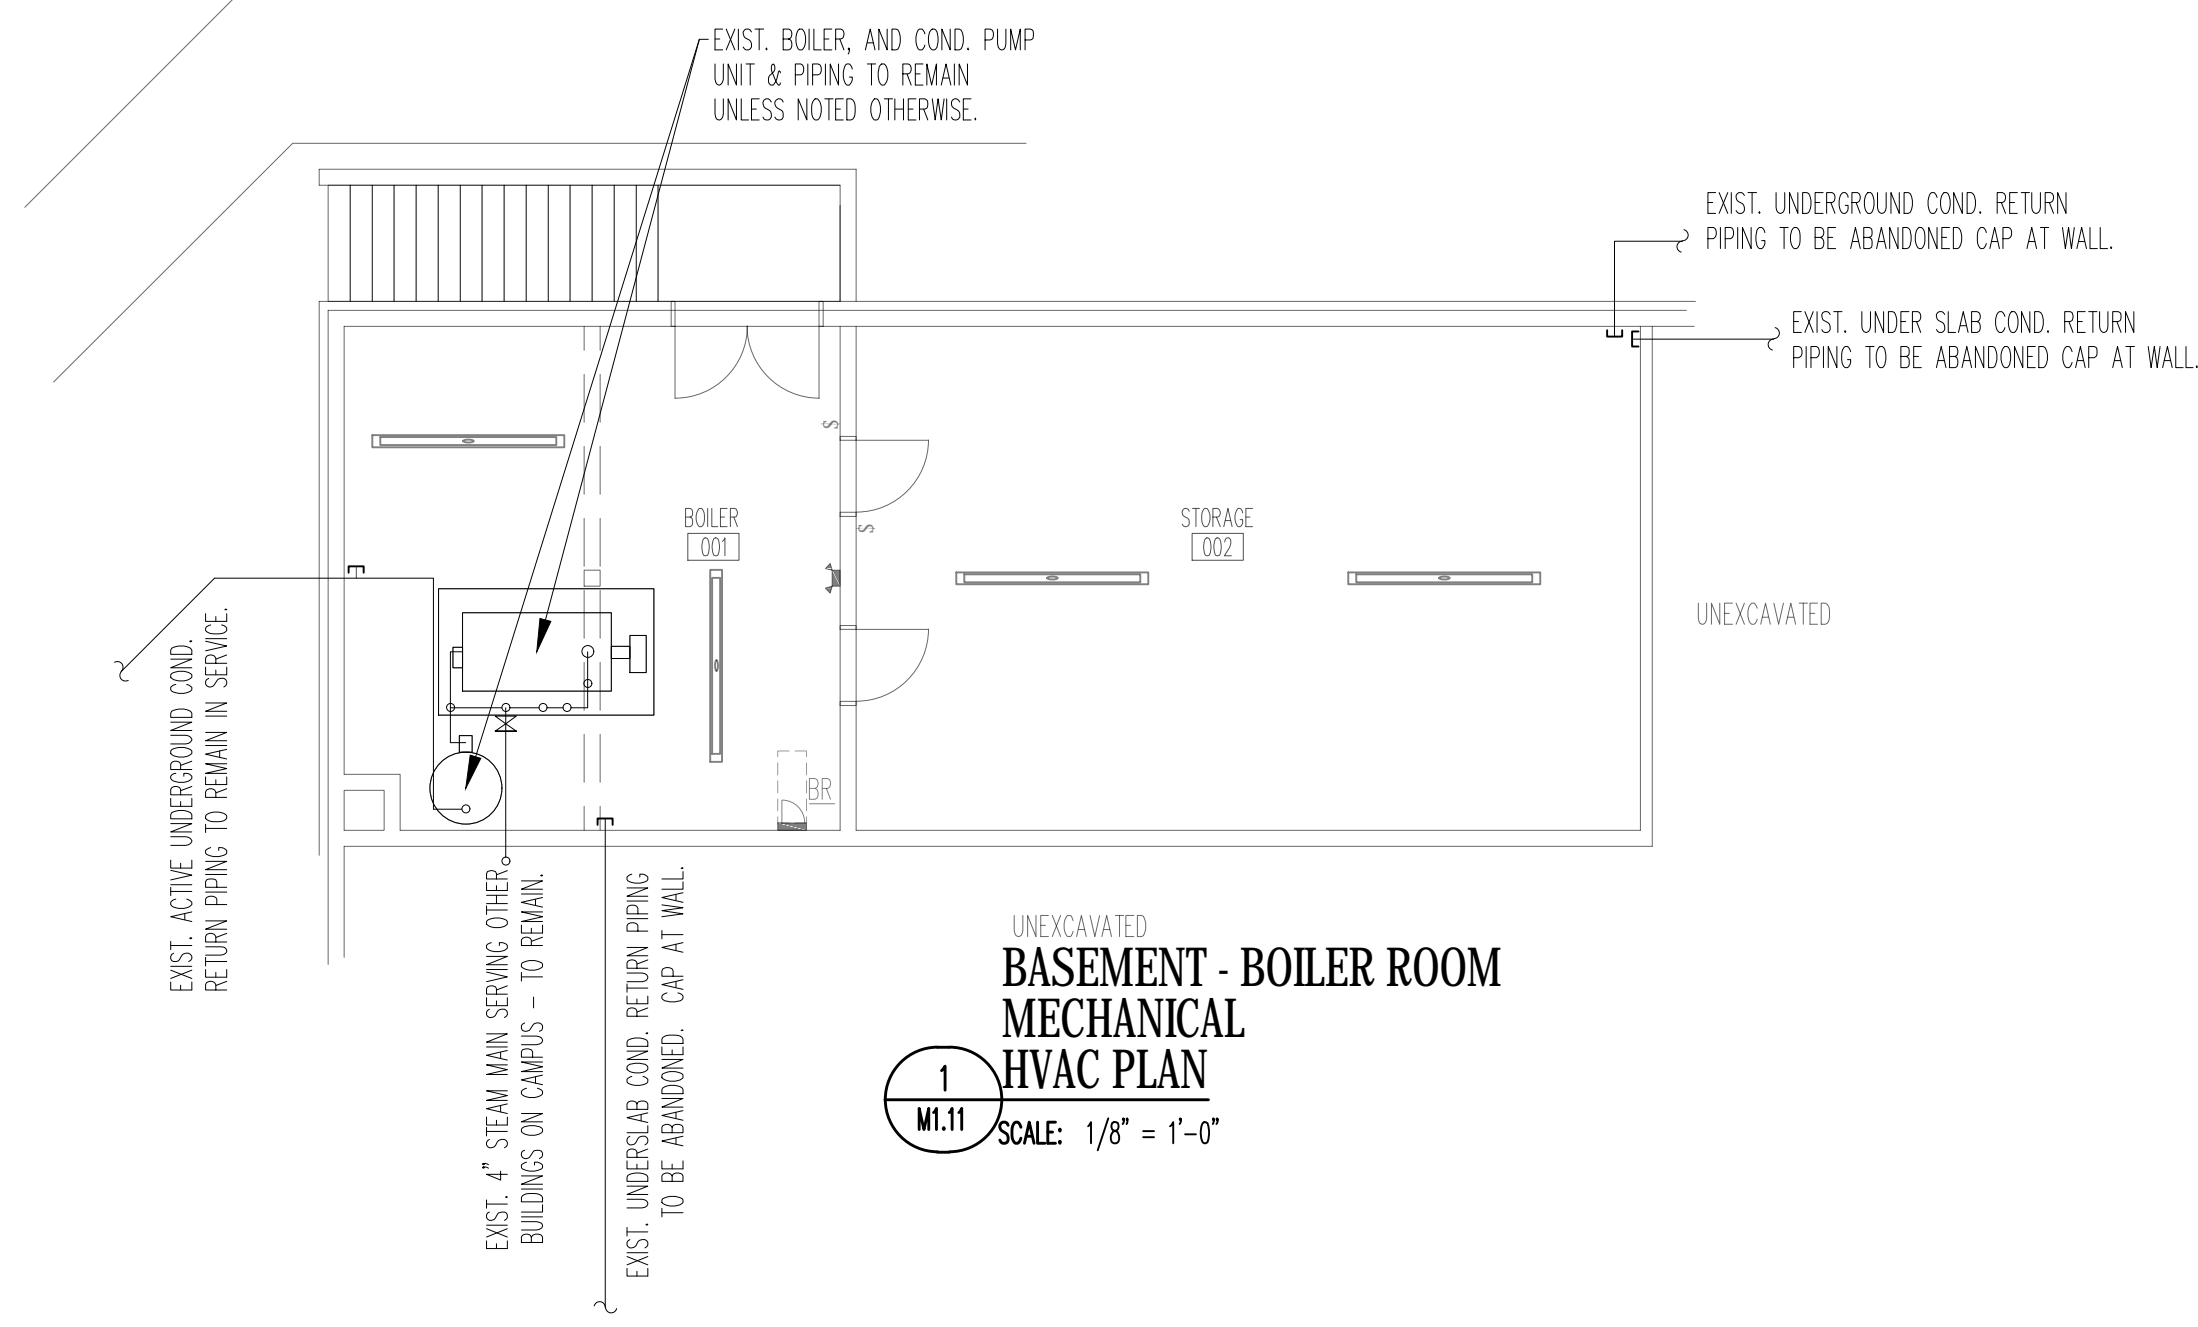 EXIST. BOILER, AND COND. PUMP
UNIT & PIPING TO REMAIN
UNLESS NOTED OTHERWISE.
EXIST. UNDERGROUND COND. RETURN
PIPING TO BE ABANDONED CAP AT WALL.
EXIST. UNDER SLAB COND. RETURN
PIPING TO BE ABANDONED CAP AT WALL.
$
BOILER
001
$
STORAGE
002
UNEXCAVATED
BR
EXIST. ACTIVE UNDERGROUND COND.
RETURN PIPING TO REMAIN IN SERVICE.
EXIST. 4" STEAM MAIN SERVING OTHER
BUILDINGS ON CAMPUS - TO REMAIN.
EXIST. UNDERSLAB COND. RETURN PIPING
TO BE ABANDONED. CAP AT WALL.
UNEXCAVATED
BASEMENT - BOILER ROOM
MECHANICAL
HVAC PLAN
1
M1.11
SCALE: 1/8" = 1'-0"